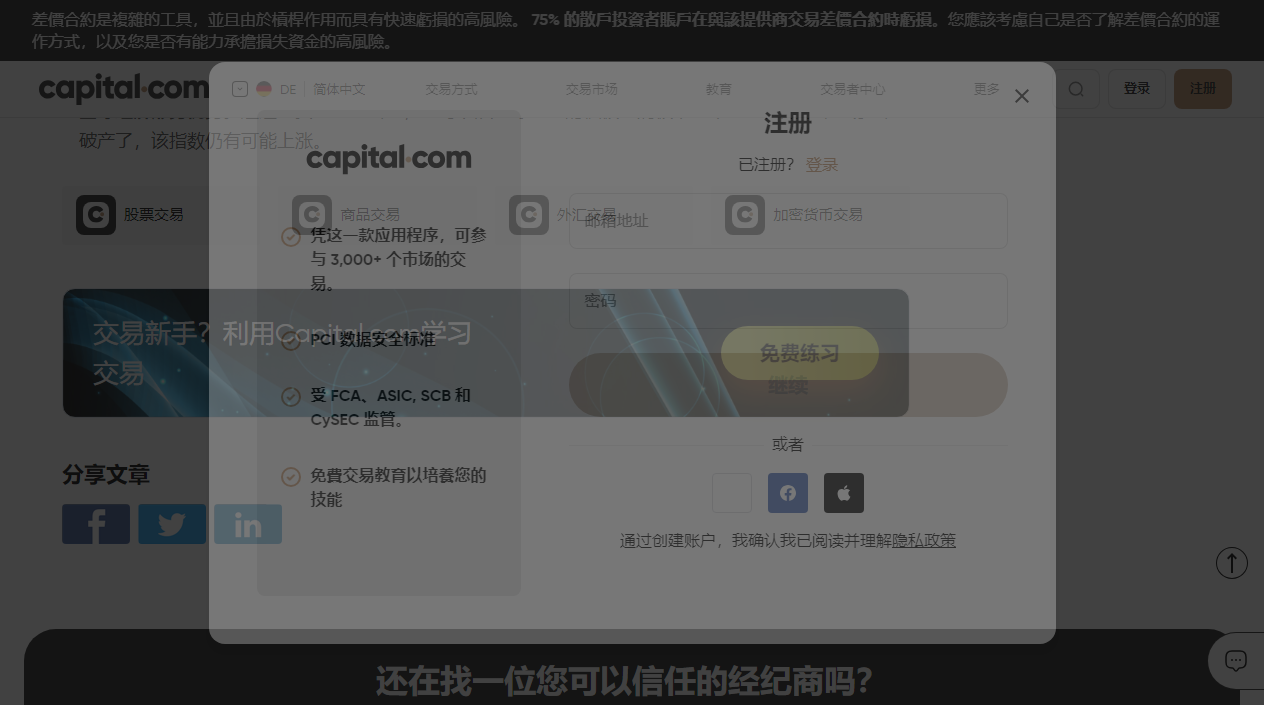 差價合約是複雜的工具，並且由於槓桿作用而具有快速虧損的高風險。 75% 的散戶投資者賬戶在與該提供商交易差價合約時虧損。您應該考慮自己是否了解差價合約的運
作方式，以及您是否有能力承擔損失資金的高風險。
capital.com
DE 简体中文 交易方式 交易市场 教育 交易者中心 更多
登录 注册
破产了，该指数仍有可能上涨。
股票交易
商品交易
外汇交易
加密货币交易
交易新手？利用Capital.com学习
交易
免费练习
分享文章
capital.com
凭这一款应用程序，可参
与 3,000+ 个市场的交
易。
PCI 数据安全标准
受 FCA、ASIC, SCB 和
CySEC 监管。
免費交易教育以培養您的
技能
注册
已注册？ 登录
邮箱地址
密码
继续
或者
通过创建账户，我确认我已阅读并理解隐私政策
还在找一位您可以信任的经纪商吗?